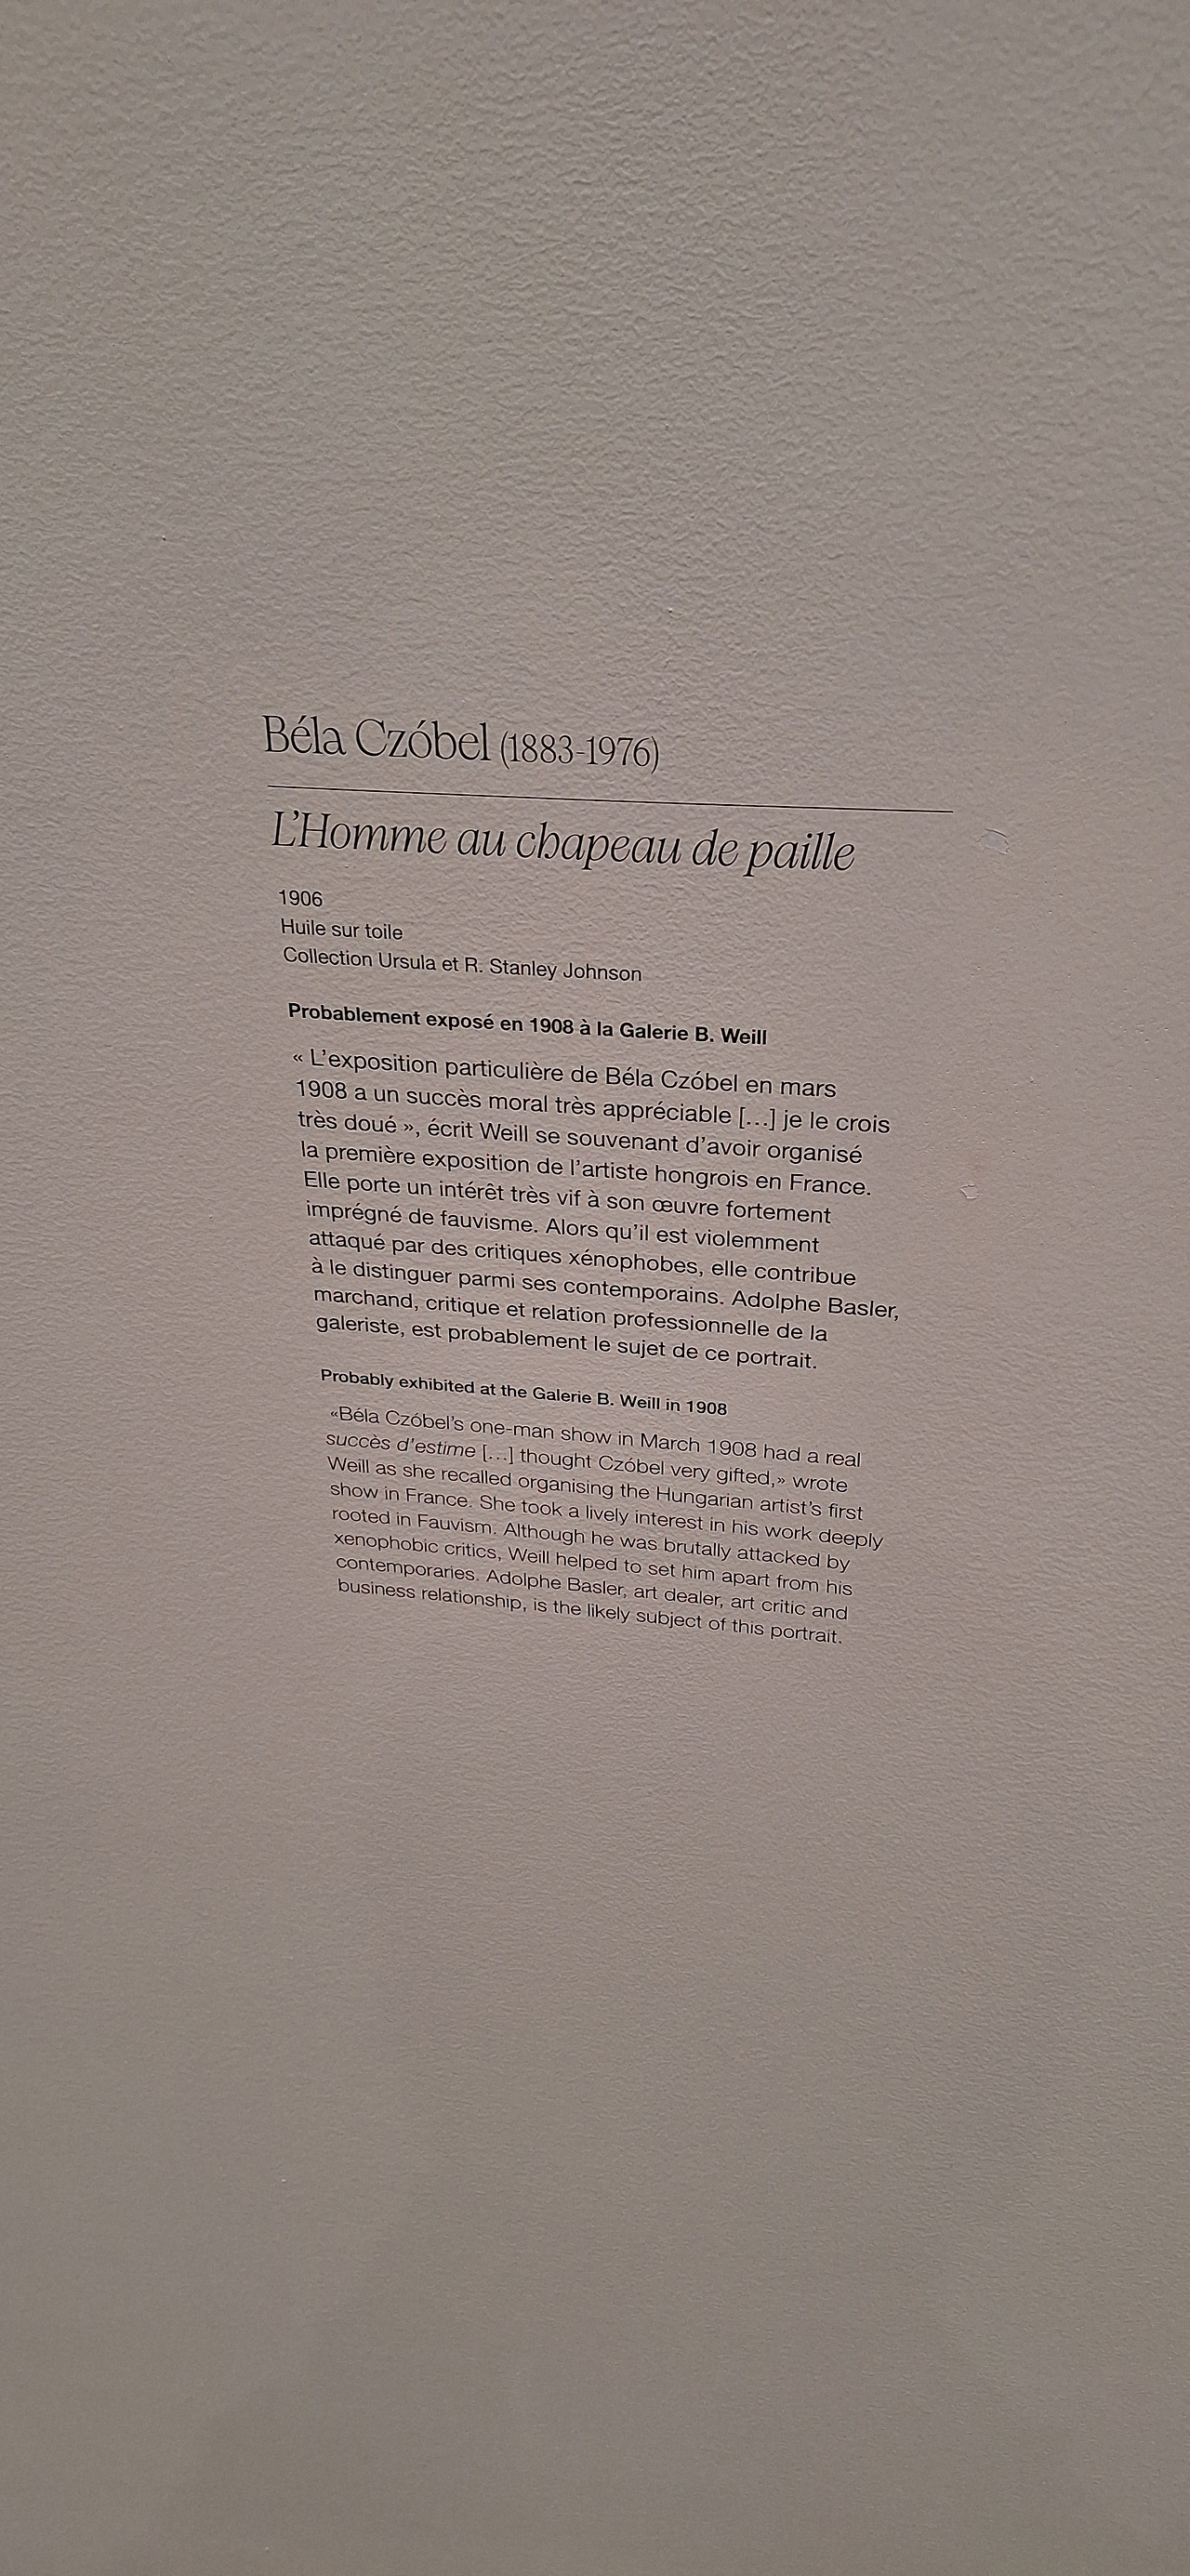 Béla Czóbel (1883-1976)
L'Homme au chapeau de paille
1906
Huile sur toile
Collection Ursula et R. Stanley Johnson
Probablement exposé en 1908 à la Galerie B. Weill
« L'exposition particulière de Béla Czóbel en mars
1908 a un succès moral très appréciable [...] je le crois
très doué », écrit Weill se souvenant d'avoir organisé
la première exposition de l'artiste hongrois en France.
Elle porte un intérêt très vif à son œuvre fortement
imprégné de fauvisme. Alors qu'il est violemment
attaqué par des critiques xénophobes, elle contribue
à le distinguer parmi ses contemporains. Adolphe Basler,
marchand, critique et relation professionnelle de la
galeriste, est probablement le sujet de ce portrait.
Probably exhibited at the Galerie B. Weill in 1908
«Béla Czóbel's one-man show in March 1908 had a real
succès d'estime [...] thought Czóbel very gifted,» wrote
Weill as she recalled organising the Hungarian artist's first
show in France. She took a lively interest in his work deeply
rooted in Fauvism. Although he was brutally attacked by
xenophobic critics, Weill helped to set him apart from his
contemporaries. Adolphe Basler, art dealer, art critic and
business relationship, is the likely subject of this portrait.